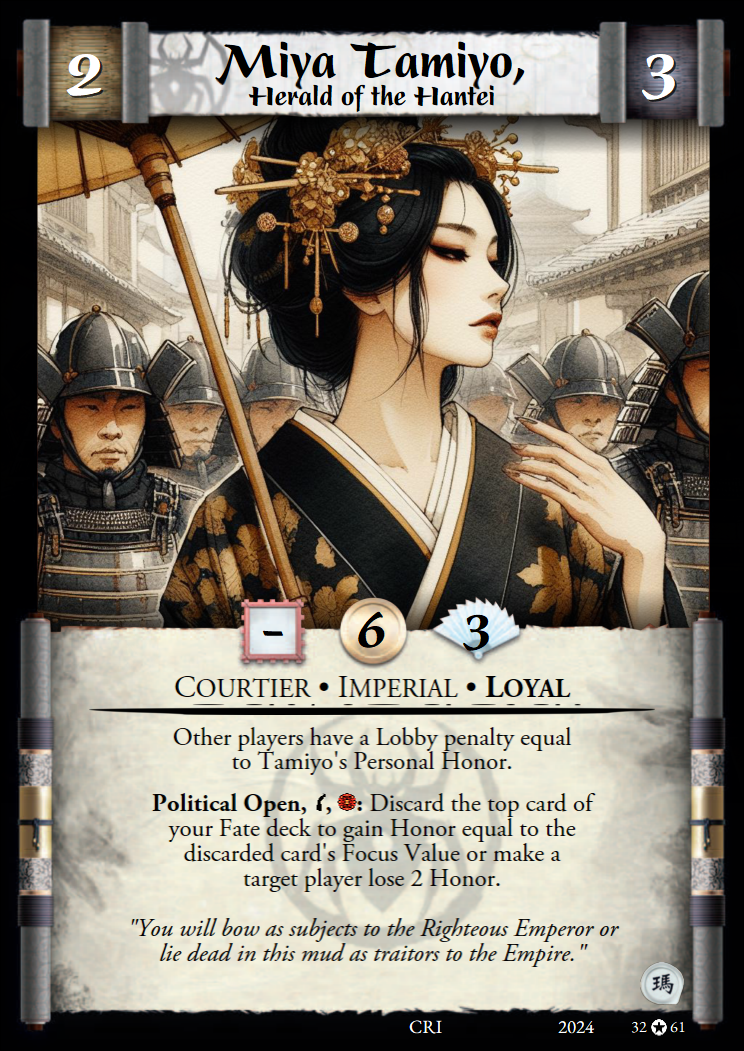 2
Miya Tamiyo,
Herald of the Hantei
3
-
6
3
COURTIER • IMPERIAL • LOYAL
Other players have a Lobby penalty equal
to Tamiyo's Personal Honor.
Political Open, , : Discard the top card of
your Fate deck to gain Honor equal to the
discarded card's Focus Value or make a
target player lose 2 Honor.
"You will bow as subjects to the Righteous Emperor or
lie dead in this mud as traitors to the Empire."
瑪
CRI
2024
32 ✪ 61